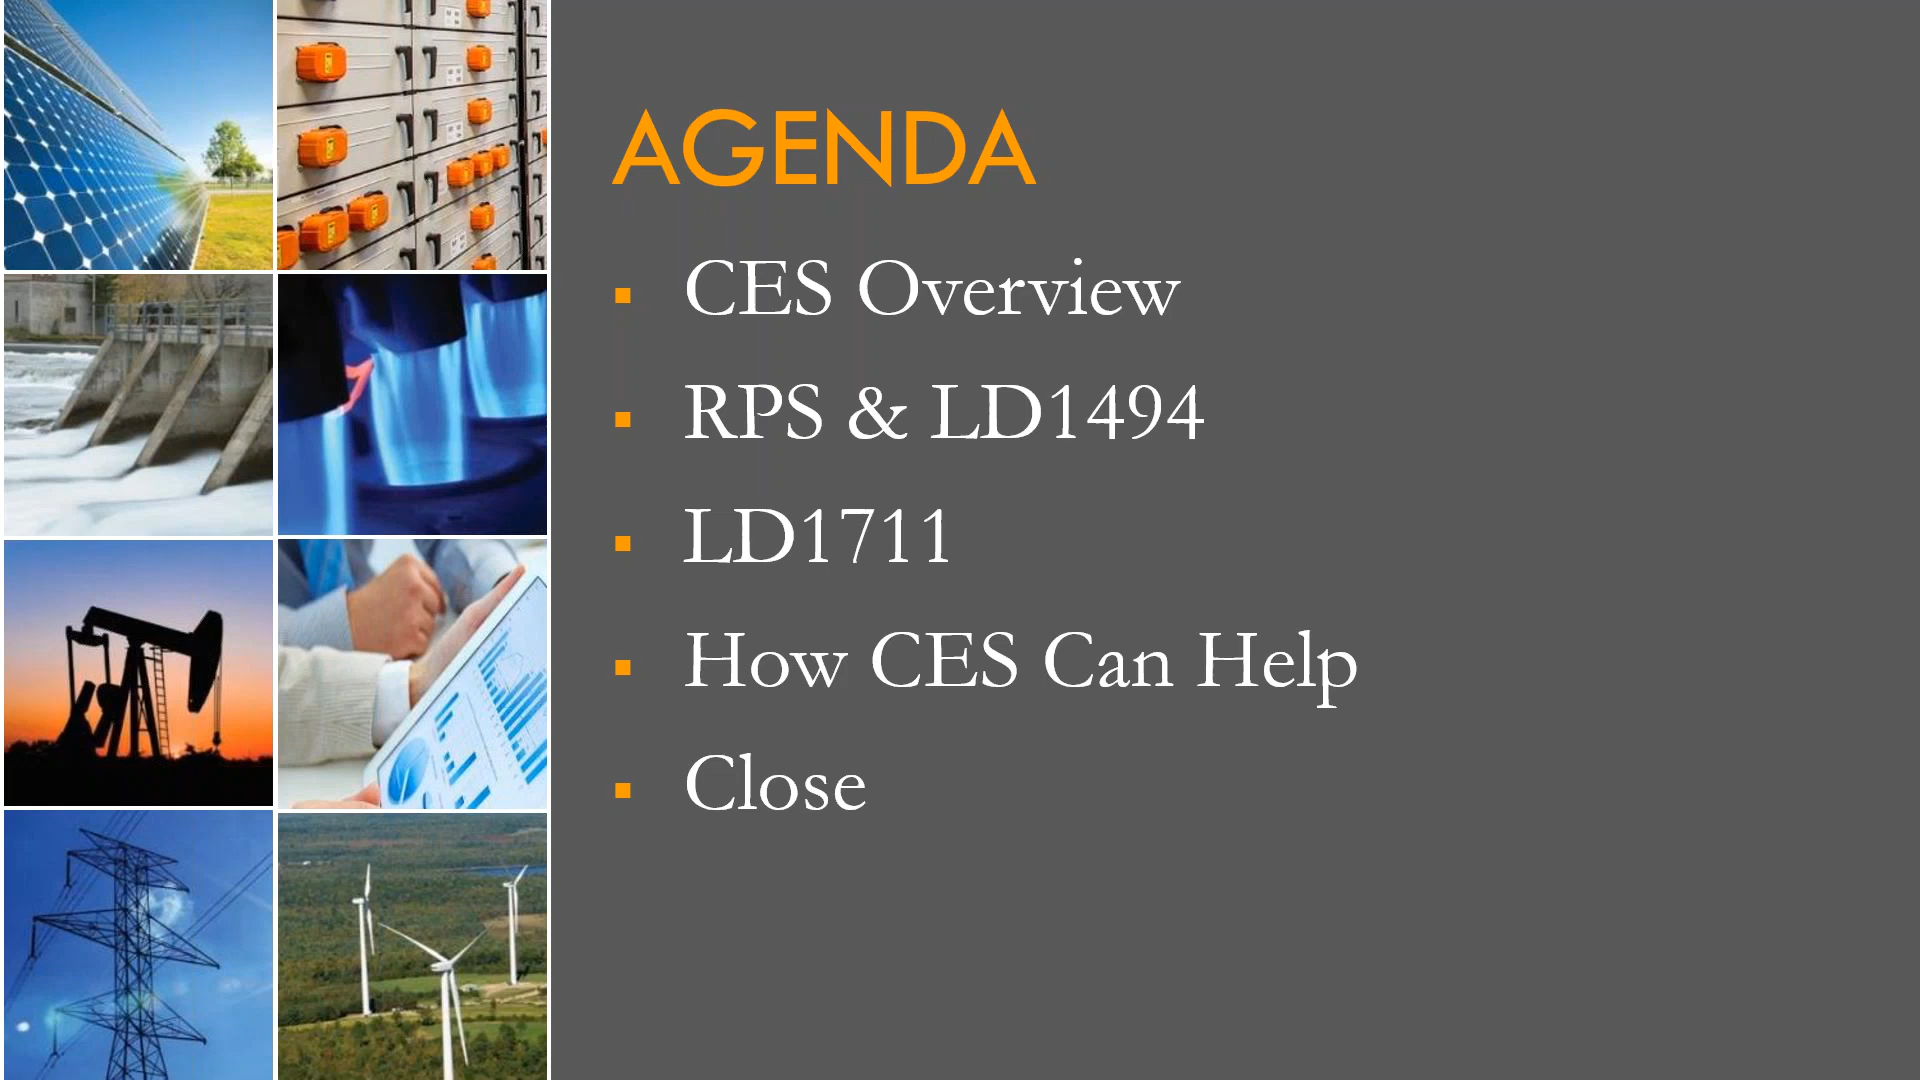 AGENDA
CES Overview
RPS & LD1494
LD1711
How CES Can Help
Close